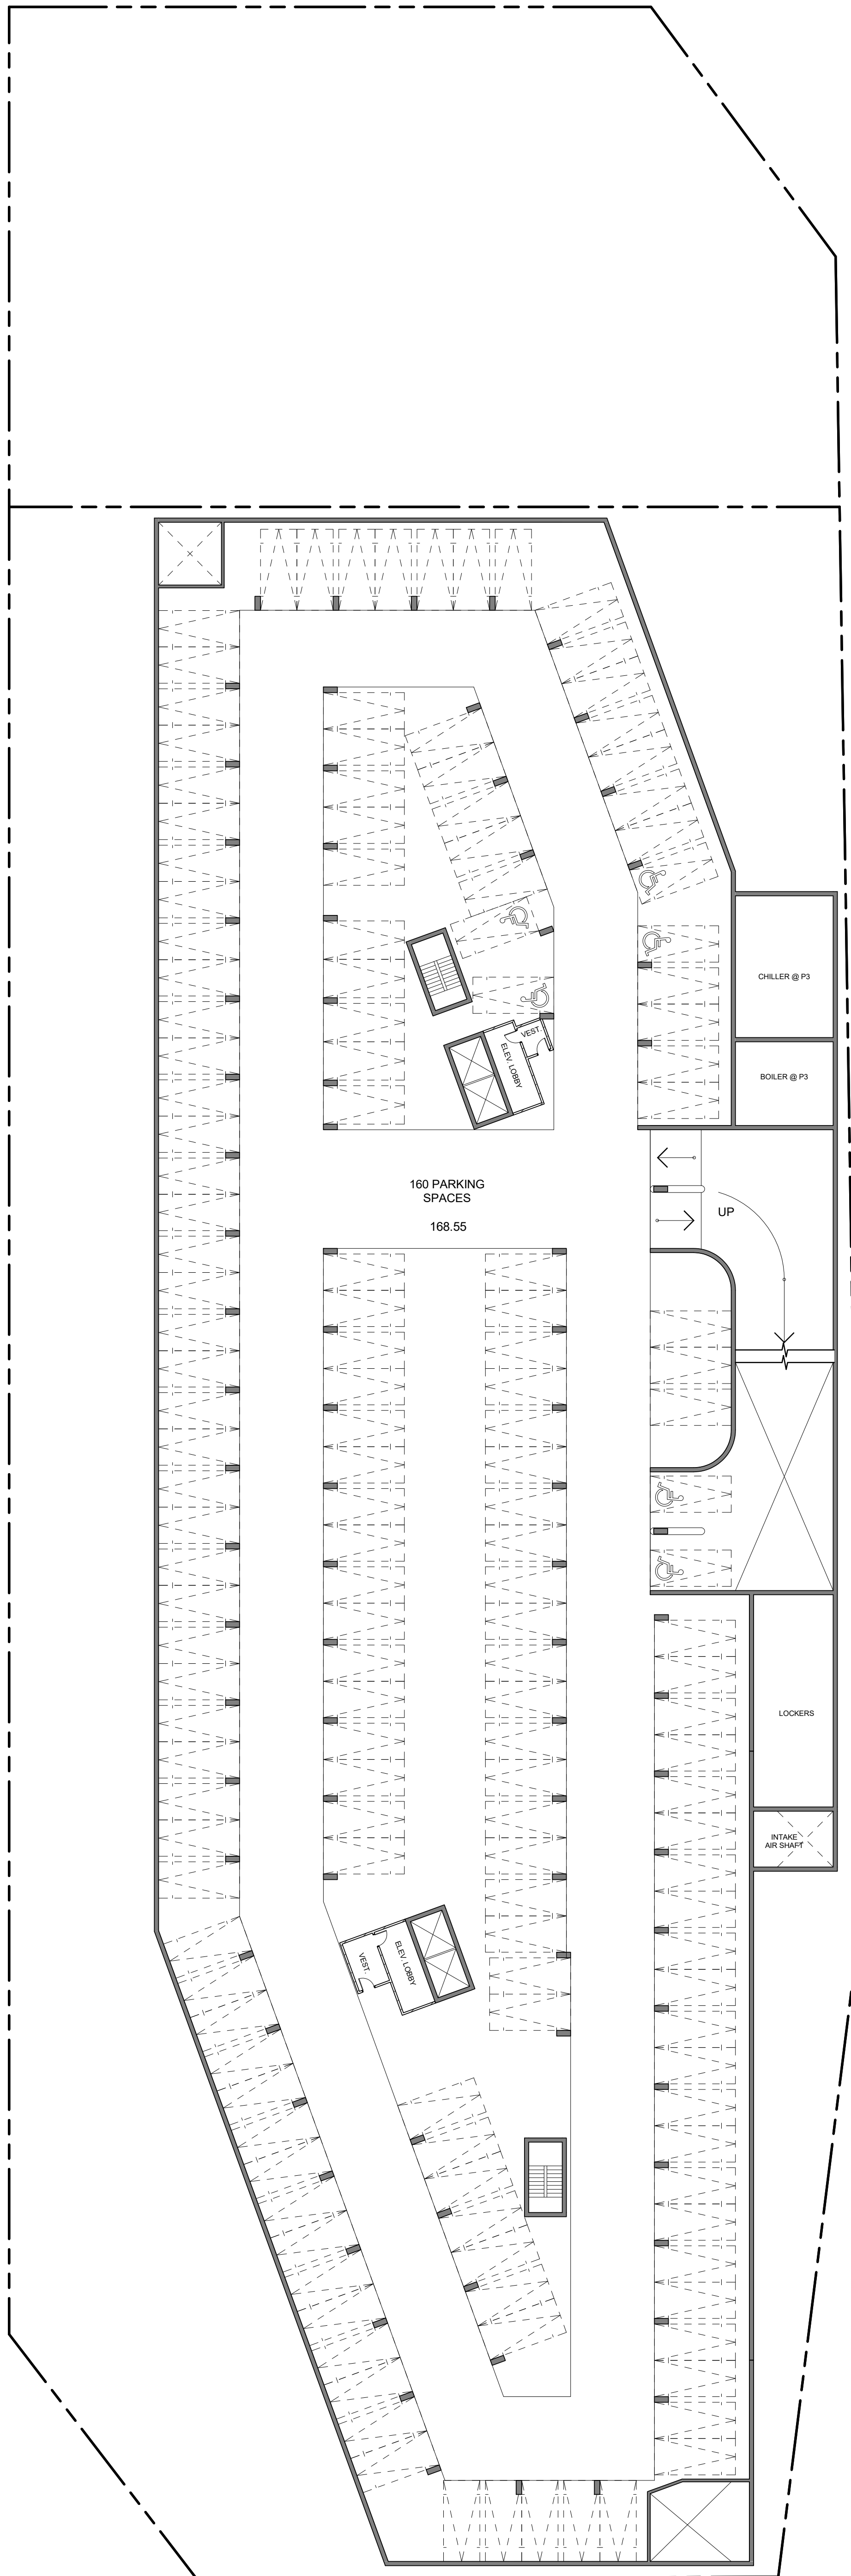 CHILLER @ P3
VEST.
ELEV. LOBBY
BOILER @ P3
160 PARKING
SPACES
168.55
UP
LOCKERS
INTAKE
AIR SHAFT
ELEV. LOBBY
VEST.